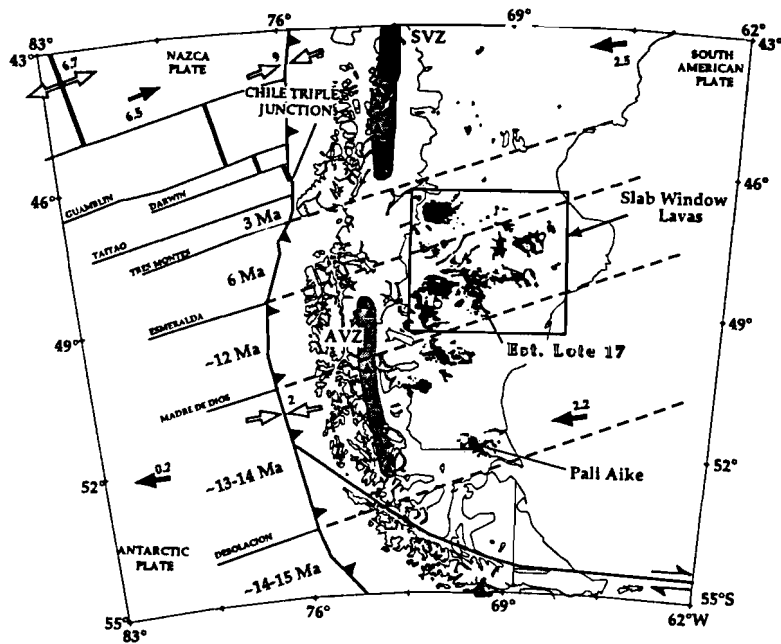 76°
69°
83°
62°
43°
43°
NAZCA
PLATE
SVZ
SOUTH
AMERICAN
PLATE
6.7
9
2.5
6.5
CHILE TRIPLE
JUNCTION
46°
46°
GUAMBLIN
DARWIN
3 Ma
Slab Window
Lavas
TAITAO
TRES MONTES
6 Ma
ESMERALDA
49°
49°
AVZ
Est. Lote 17
~12 Ma
MADRE DE DIOS
2
2.2
52°
52°
0.2
~13-14 Ma
Pali Aike
ANTARCTIC
PLATE
DESOLACION
~14-15 Ma
55°
55°S
83°
76°
69°
62°W